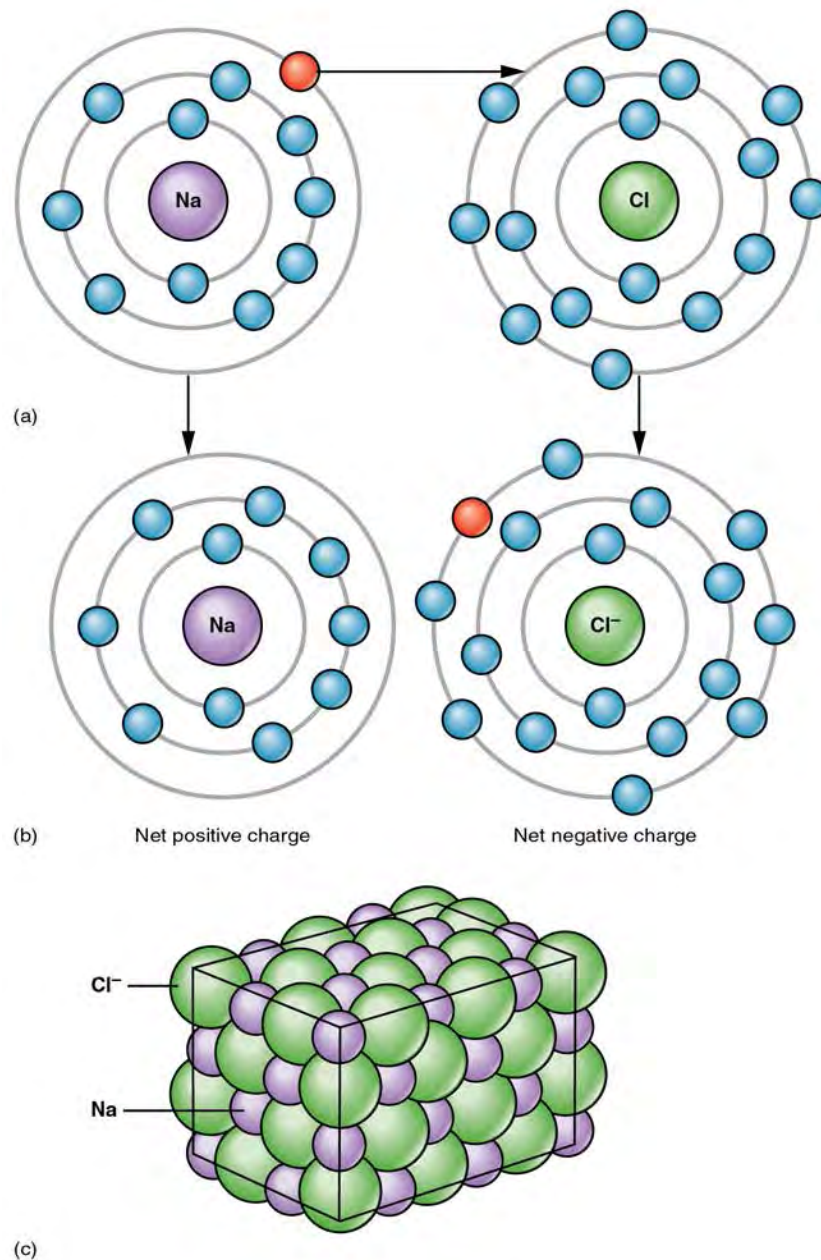 Na
Cl
(a)
Na
Cl⁻
(b) Net positive charge Net negative charge
Cl⁻
Na
(c)